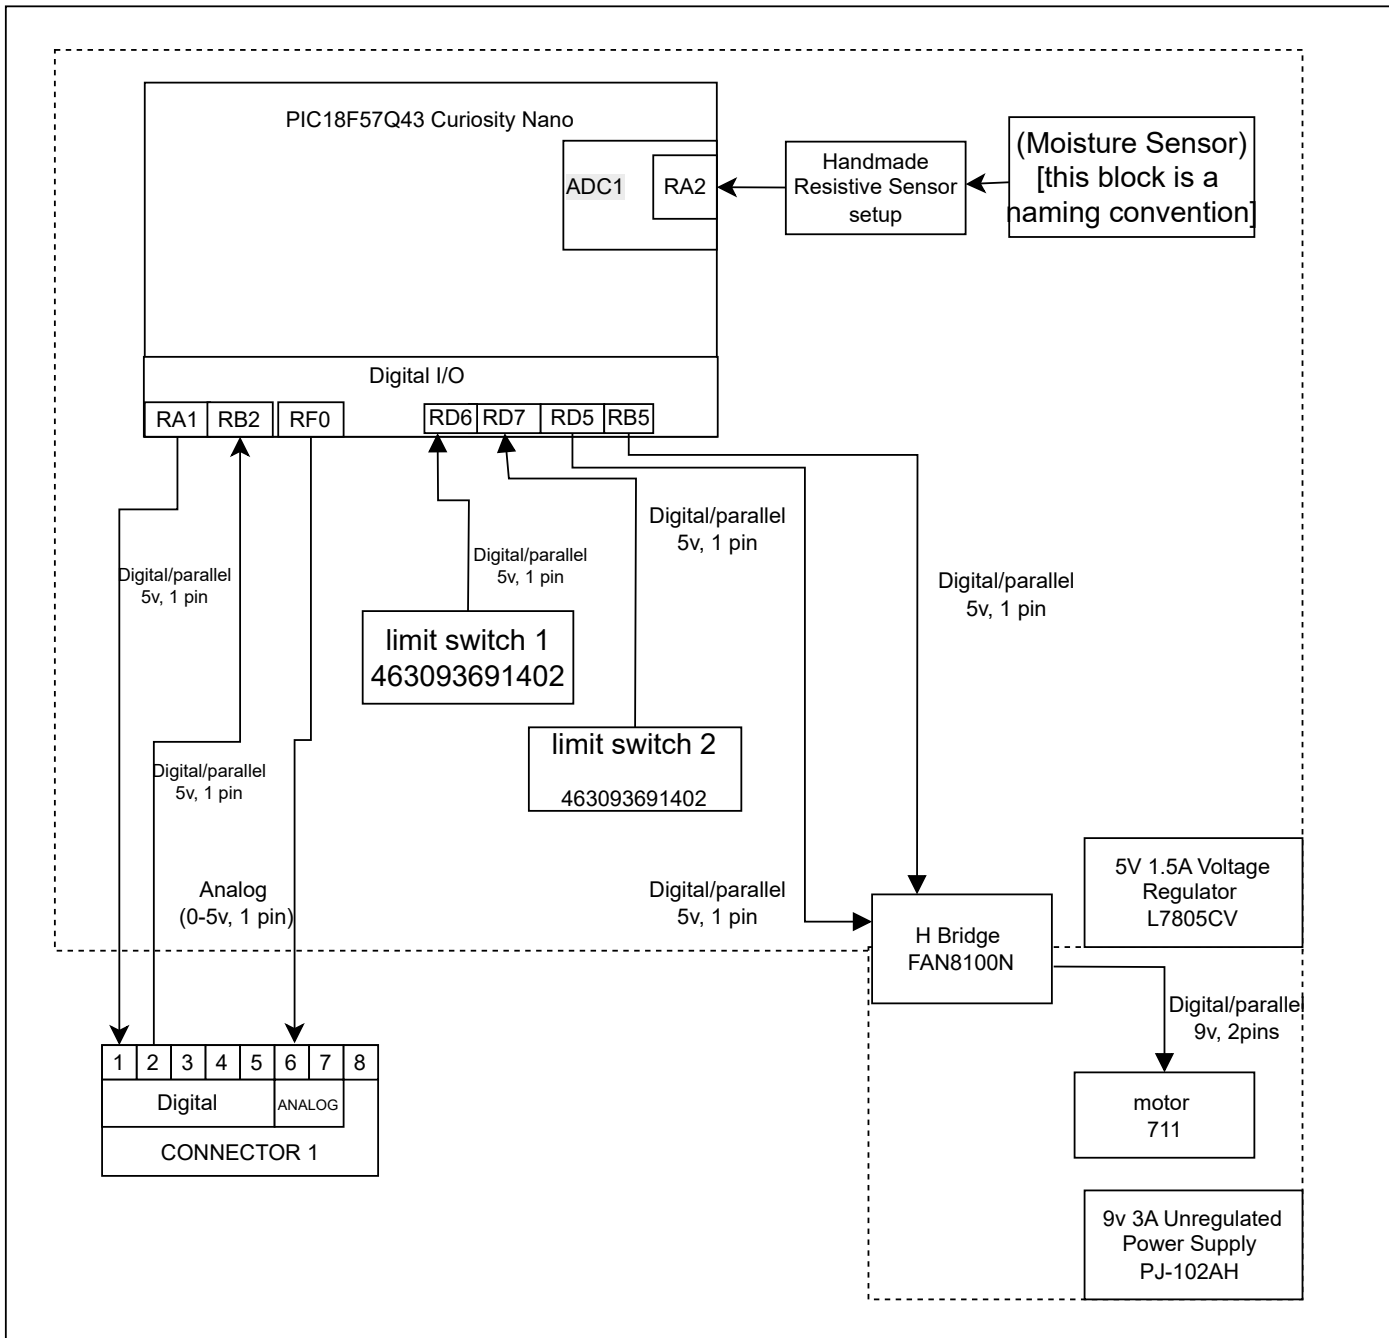 PIC18F57Q43 Curiosity Nano
ADC1
RA2
Handmade
Resistive Sensor
setup
(Moisture Sensor)
[this block is a
naming convention]
Digital I/O
RA1
RB2
RF0
RD6
RD7
RD5
RB5
Digital/parallel
5v, 1 pin
Digital/parallel
5v, 1 pin
Digital/parallel
5v, 1 pin
Digital/parallel
5v, 1 pin
limit switch 1
463093691402
limit switch 2
463093691402
Digital/parallel
5v, 1 pin
Analog
(0-5v, 1 pin)
Digital/parallel
5v, 1 pin
5V 1.5A Voltage
Regulator
L7805CV
H Bridge
FAN8100N
Digital/parallel
9v, 2pins
1
2
3
4
5
6
7
8
Digital
ANALOG
CONNECTOR 1
motor
711
9v 3A Unregulated
Power Supply
PJ-102AH